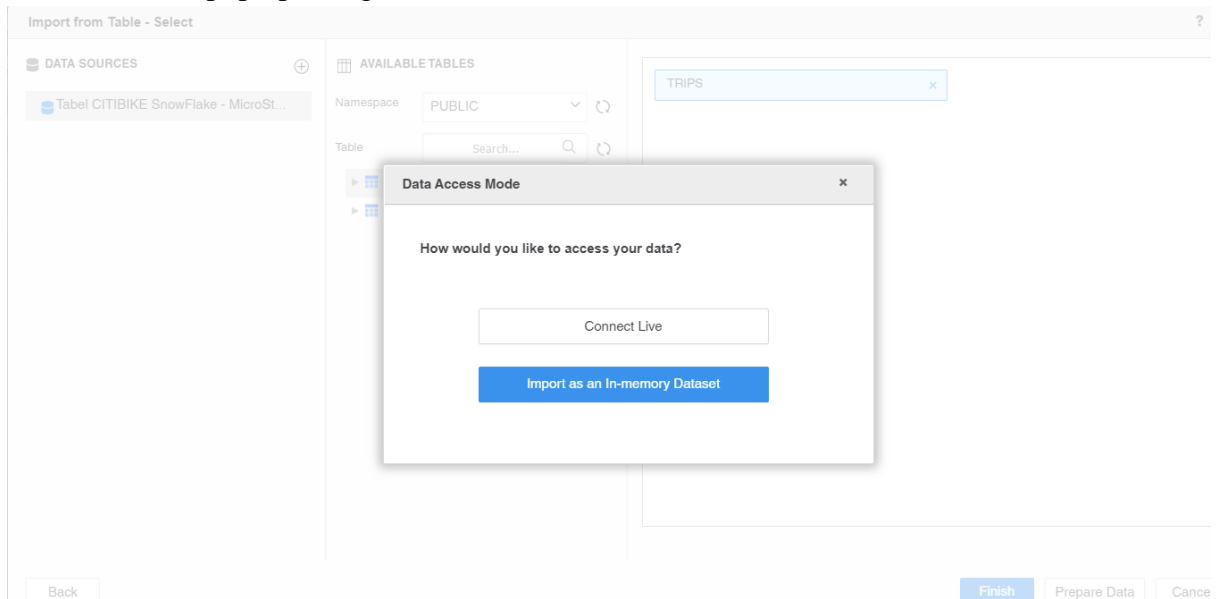 Import from Table - Select
?
DATA SOURCES
AVAILABLE TABLES
Tabel CITIBIKE SnowFlake - MicroSt...
Namespace
PUBLIC
Table
Search...
TRIPS
×
Data Access Mode
×
How would you like to access your data?
Connect Live
Import as an In-memory Dataset
Back
Finish
Prepare Data
Cance